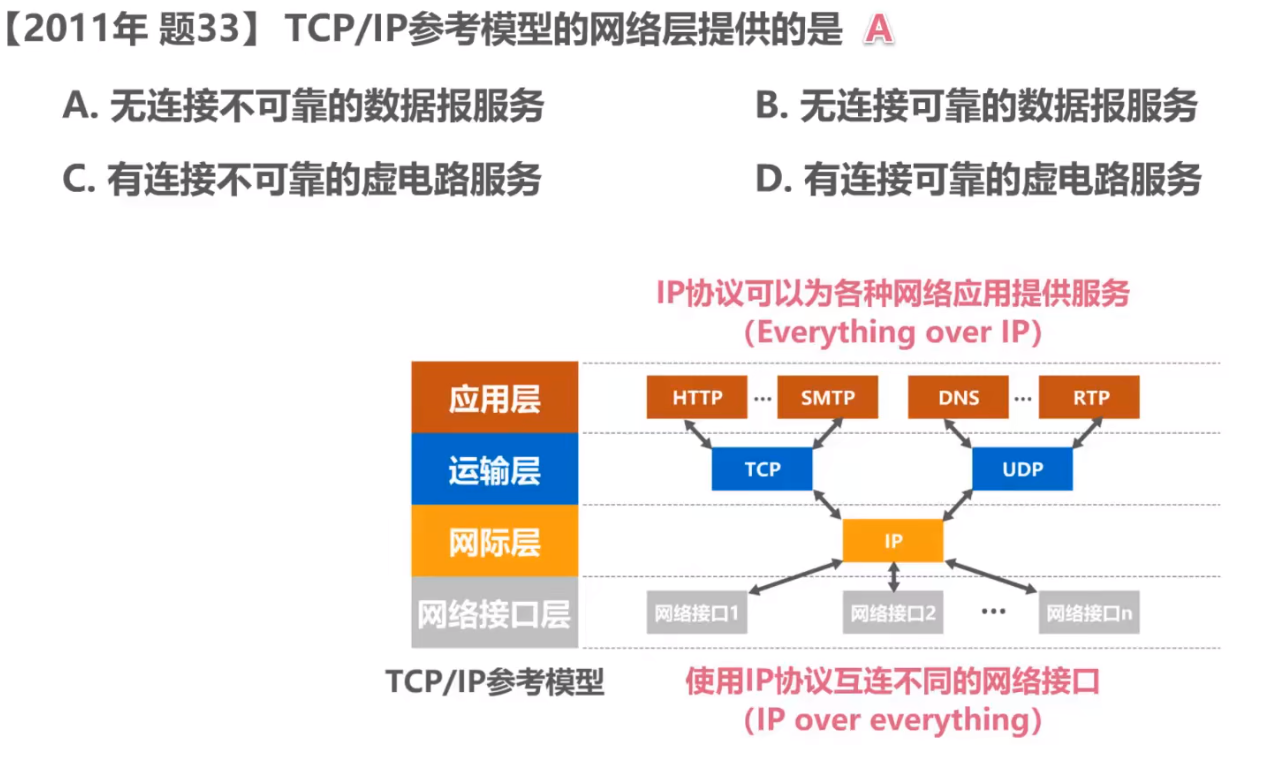 【2011年 题33】 TCP/IP参考模型的网络层提供的是 A
A. 无连接不可靠的数据报服务
B. 无连接可靠的数据报服务
C. 有连接不可靠的虚电路服务
D. 有连接可靠的虚电路服务
IP协议可以为各种网络应用提供服务
（Everything over IP）
应用层
HTTP ... SMTP DNS ... RTP
运输层
TCP UDP
网际层
IP
网络接口层
网络接口1 网络接口2 ... 网络接口n
TCP/IP参考模型
使用IP协议互连不同的网络接口
（IP over everything）